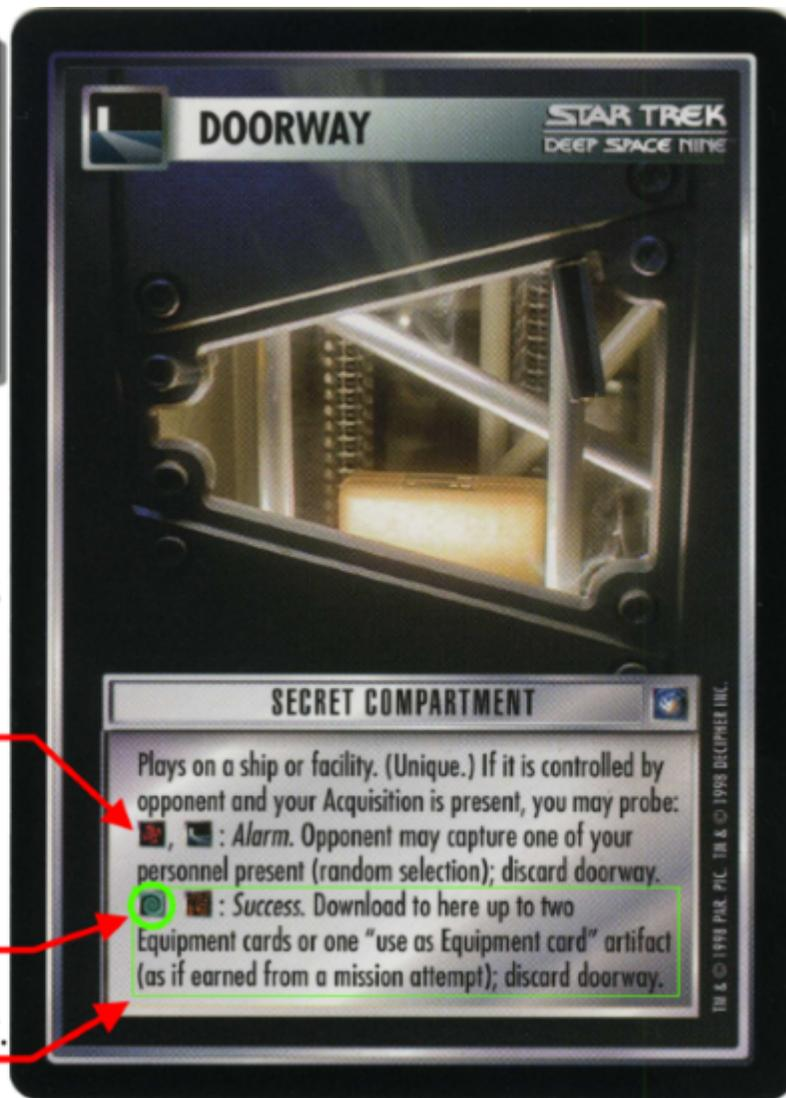 DOORWAY
STAR TREK
DEEP SPACE NINE
SECRET COMPARTMENT
Plays on a ship or facility. (Unique.) If it is controlled by
opponent and your Acquisition is present, you may probe:
, : Alarm. Opponent may capture one of your
personnel present (random selection); discard doorway.
: Success. Download to here up to two
Equipment cards or one "use as Equipment card" artifact
(as if earned from a mission attempt); discard doorway.
TM & © 1998 PAR. PIC. TM & © 1998 DECIPHER INC.